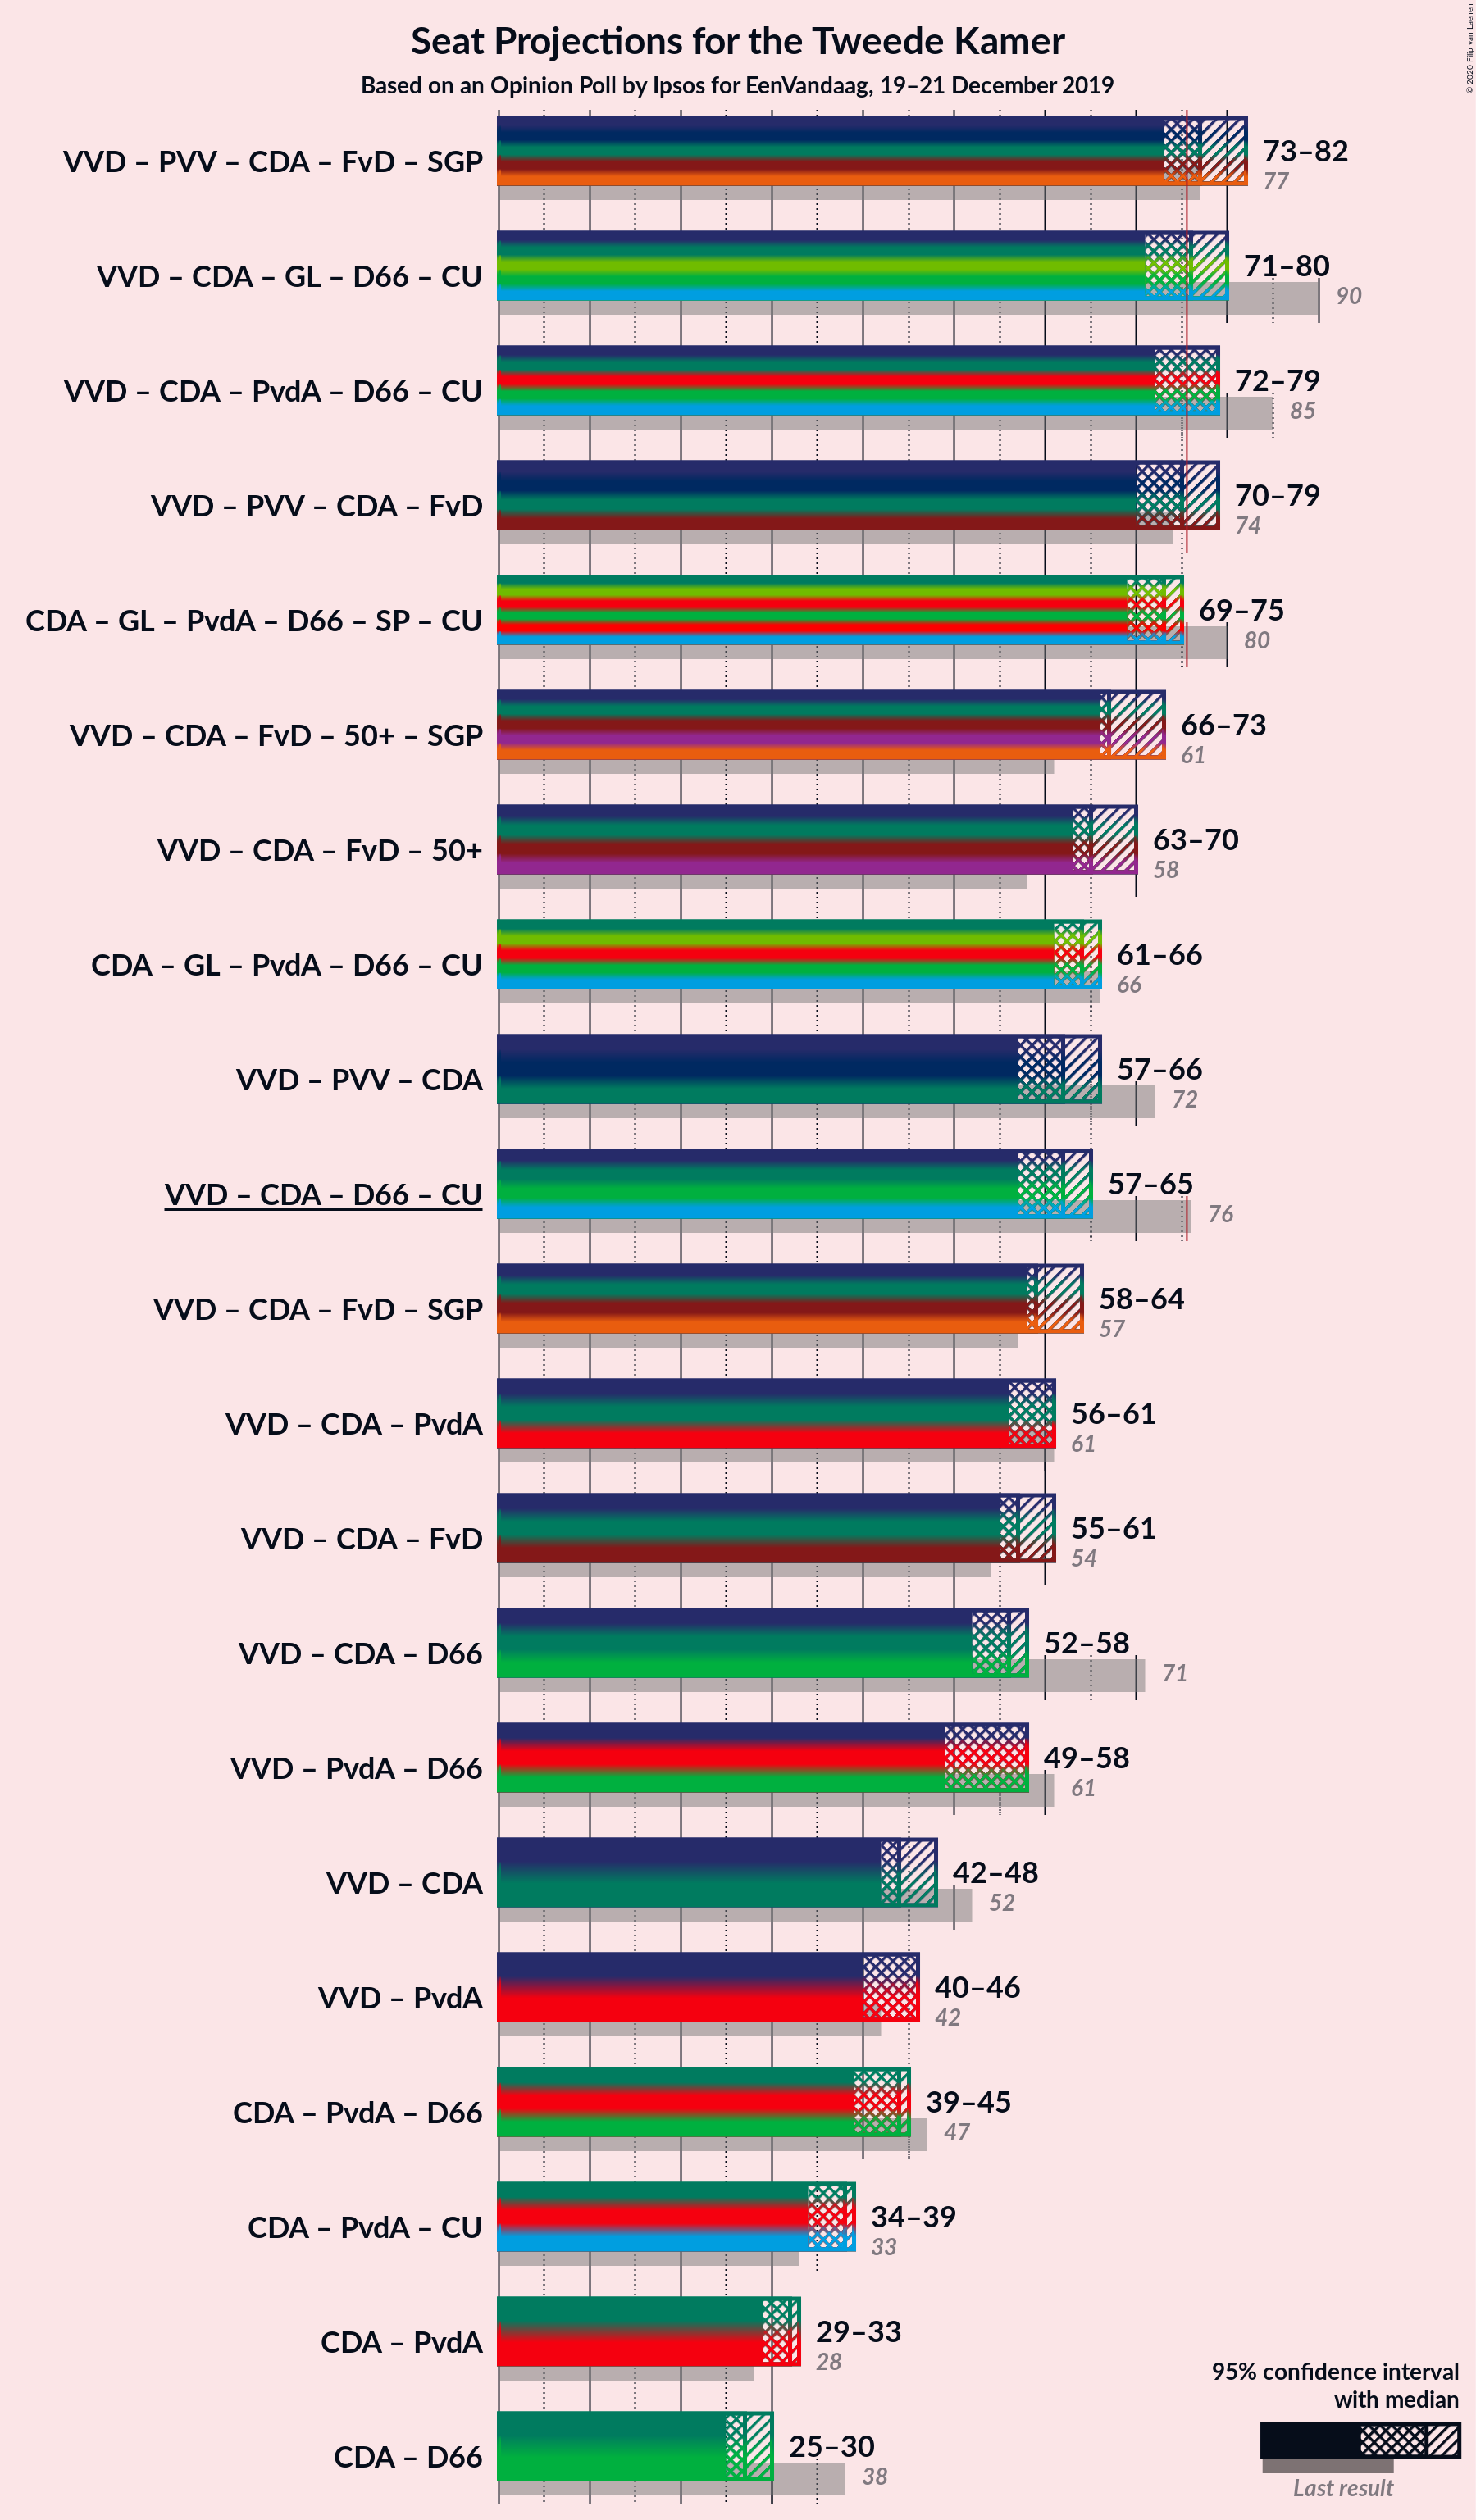 Seat Projections for the Tweede Kamer
Based on an Opinion Poll by Ipsos for EenVandaag, 19–21 December 2019
© 2020 Filip van Laenen
VVD – PVV – CDA – FvD – SGP
73–82
77
VVD – CDA – GL – D66 – CU
71–80
90
VVD – CDA – PvdA – D66 – CU
72–79
85
VVD – PVV – CDA – FvD
70–79
74
CDA – GL – PvdA – D66 – SP – CU
69–75
80
VVD – CDA – FvD – 50+ – SGP
66–73
61
VVD – CDA – FvD – 50+
63–70
58
CDA – GL – PvdA – D66 – CU
61–66
66
VVD – PVV – CDA
57–66
72
VVD – CDA – D66 – CU
57–65
76
VVD – CDA – FvD – SGP
58–64
57
VVD – CDA – PvdA
56–61
61
VVD – CDA – FvD
55–61
54
VVD – CDA – D66
52–58
71
VVD – PvdA – D66
49–58
61
VVD – CDA
42–48
52
VVD – PvdA
40–46
42
CDA – PvdA – D66
39–45
47
CDA – PvdA – CU
34–39
33
CDA – PvdA
29–33
28
CDA – D66
25–30
38
95% confidence interval
with median
Last result